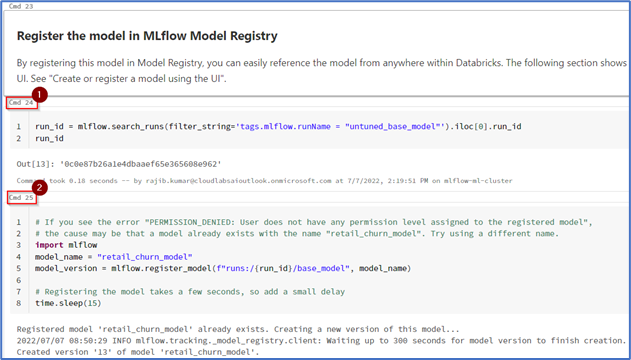 Cmd 23
Register the model in MLflow Model Registry
By registering this model in Model Registry, you can easily reference the model from anywhere within Databricks. The following section shows
UI. See "Create or register a model using the UI".
1
Cmd 24
1 run_id = mlflow.search_runs(filter_string='tags.mlflow.runName = "untuned_base_model"').iloc[0].run_id
2 run_id
Out[13]: '0c0e87b26a1e4dbaaef65e365608e962'
Command took 0.18 seconds -- by rajib.kumar@cloudlabsaioutlook.onmicrosoft.com at 7/7/2022, 2:19:51 PM on mlflow-ml-cluster
2
Cmd 25
1 # If you see the error "PERMISSION_DENIED: User does not have any permission level assigned to the registered model",
2 # the cause may be that a model already exists with the name "retail_churn_model". Try using a different name.
3 import mlflow
4 model_name = "retail_churn_model"
5 model_version = mlflow.register_model(f"runs:/{run_id}/base_model", model_name)
6
7 # Registering the model takes a few seconds, so add a small delay
8 time.sleep(15)
Registered model 'retail_churn_model' already exists. Creating a new version of this model...
2022/07/07 08:50:29 INFO mlflow.tracking._model_registry.client: Waiting up to 300 seconds for model version to finish creation.
Created version '13' of model 'retail_churn_model'.